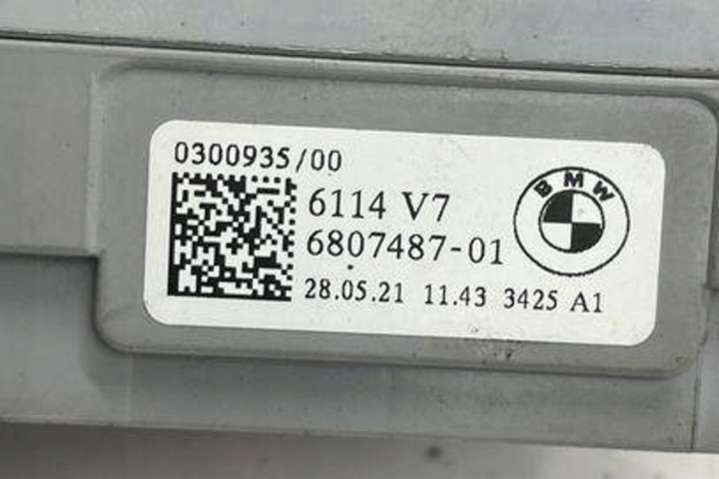 0300935/00
6114 V7
6807487-01
BMW
28.05.21 11.43 3425 A1